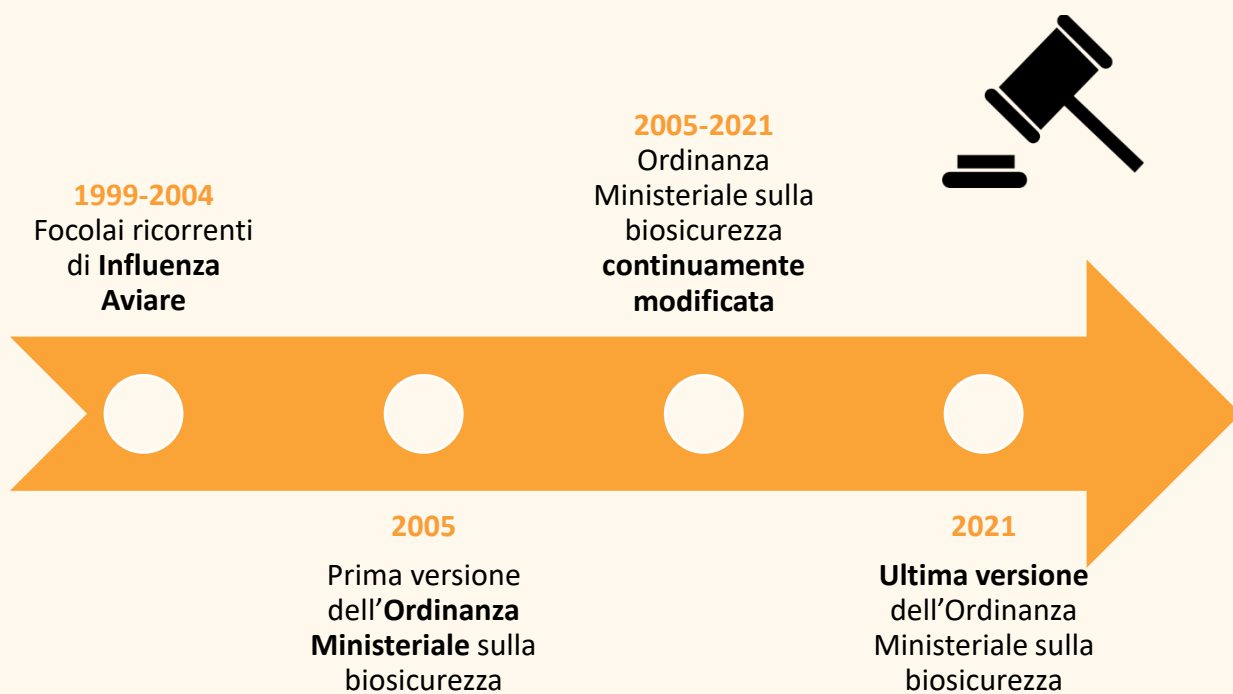 1999-2004
Focolai ricorrenti
di Influenza
Aviare
2005
Prima versione
dell’Ordinanza
Ministeriale sulla
biosicurezza
2005-2021
Ordinanza
Ministeriale sulla
biosicurezza
continuamente
modificata
2021
Ultima versione
dell’Ordinanza
Ministeriale sulla
biosicurezza